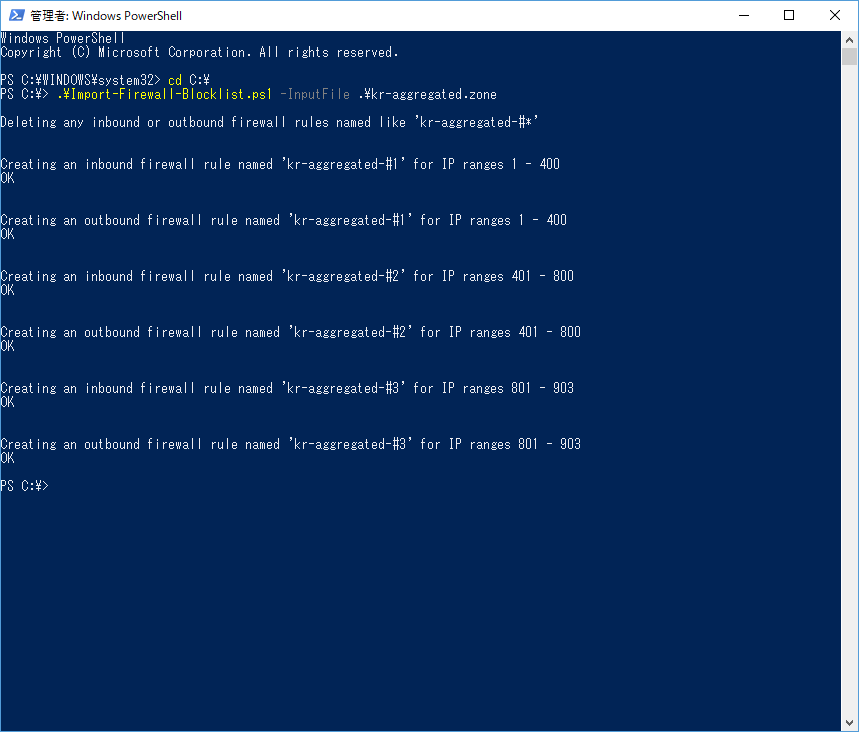 管理者: Windows PowerShell
Windows PowerShell
Copyright (C) Microsoft Corporation. All rights reserved.
PS C:¥WINDOWS¥system32> cd C:¥
PS C:¥> .¥Import-Firewall-Blocklist.ps1 -InputFile .¥kr-aggregated.zone
Deleting any inbound or outbound firewall rules named like 'kr-aggregated-#*'
Creating an inbound firewall rule named 'kr-aggregated-#1' for IP ranges 1 - 400
OK
Creating an outbound firewall rule named 'kr-aggregated-#1' for IP ranges 1 - 400
OK
Creating an inbound firewall rule named 'kr-aggregated-#2' for IP ranges 401 - 800
OK
Creating an outbound firewall rule named 'kr-aggregated-#2' for IP ranges 401 - 800
OK
Creating an inbound firewall rule named 'kr-aggregated-#3' for IP ranges 801 - 903
OK
Creating an outbound firewall rule named 'kr-aggregated-#3' for IP ranges 801 - 903
OK
PS C:¥>